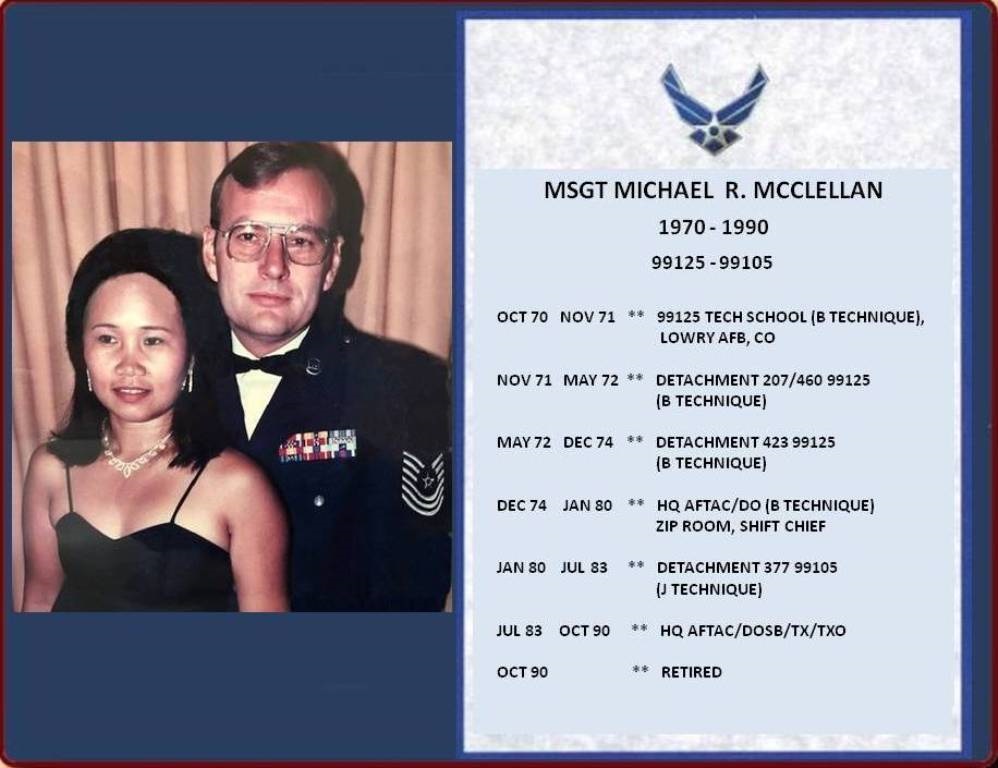 MSGT MICHAEL R. MCCLELLAN
1970 - 1990
99125 - 99105
OCT 70 NOV 71 ** 99125 TECH SCHOOL (B TECHNIQUE),
LOWRY AFB, CO
NOV 71 MAY 72 ** DETACHMENT 207/460 99125
(B TECHNIQUE)
MAY 72 DEC 74 ** DETACHMENT 423 99125
(B TECHNIQUE)
DEC 74 JAN 80 ** HQ AFTAC/DO (B TECHNIQUE)
ZIP ROOM, SHIFT CHIEF
JAN 80 JUL 83 ** DETACHMENT 377 99105
(J TECHNIQUE)
JUL 83 OCT 90 ** HQ AFTAC/DOSB/TX/TXO
OCT 90 ** RETIRED